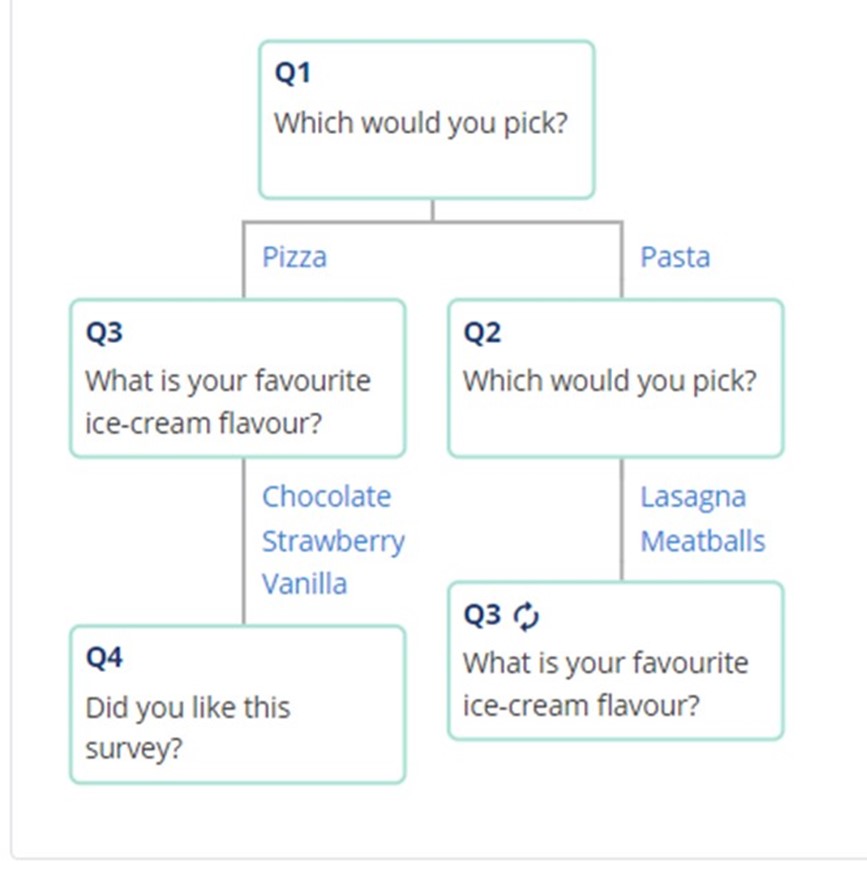 Q1
Which would you pick?
Pizza
Pasta
Q3
What is your favourite
ice-cream flavour?
Q2
Which would you pick?
Chocolate
Strawberry
Vanilla
Lasagna
Meatballs
Q4
Did you like this
survey?
Q3
What is your favourite
ice-cream flavour?